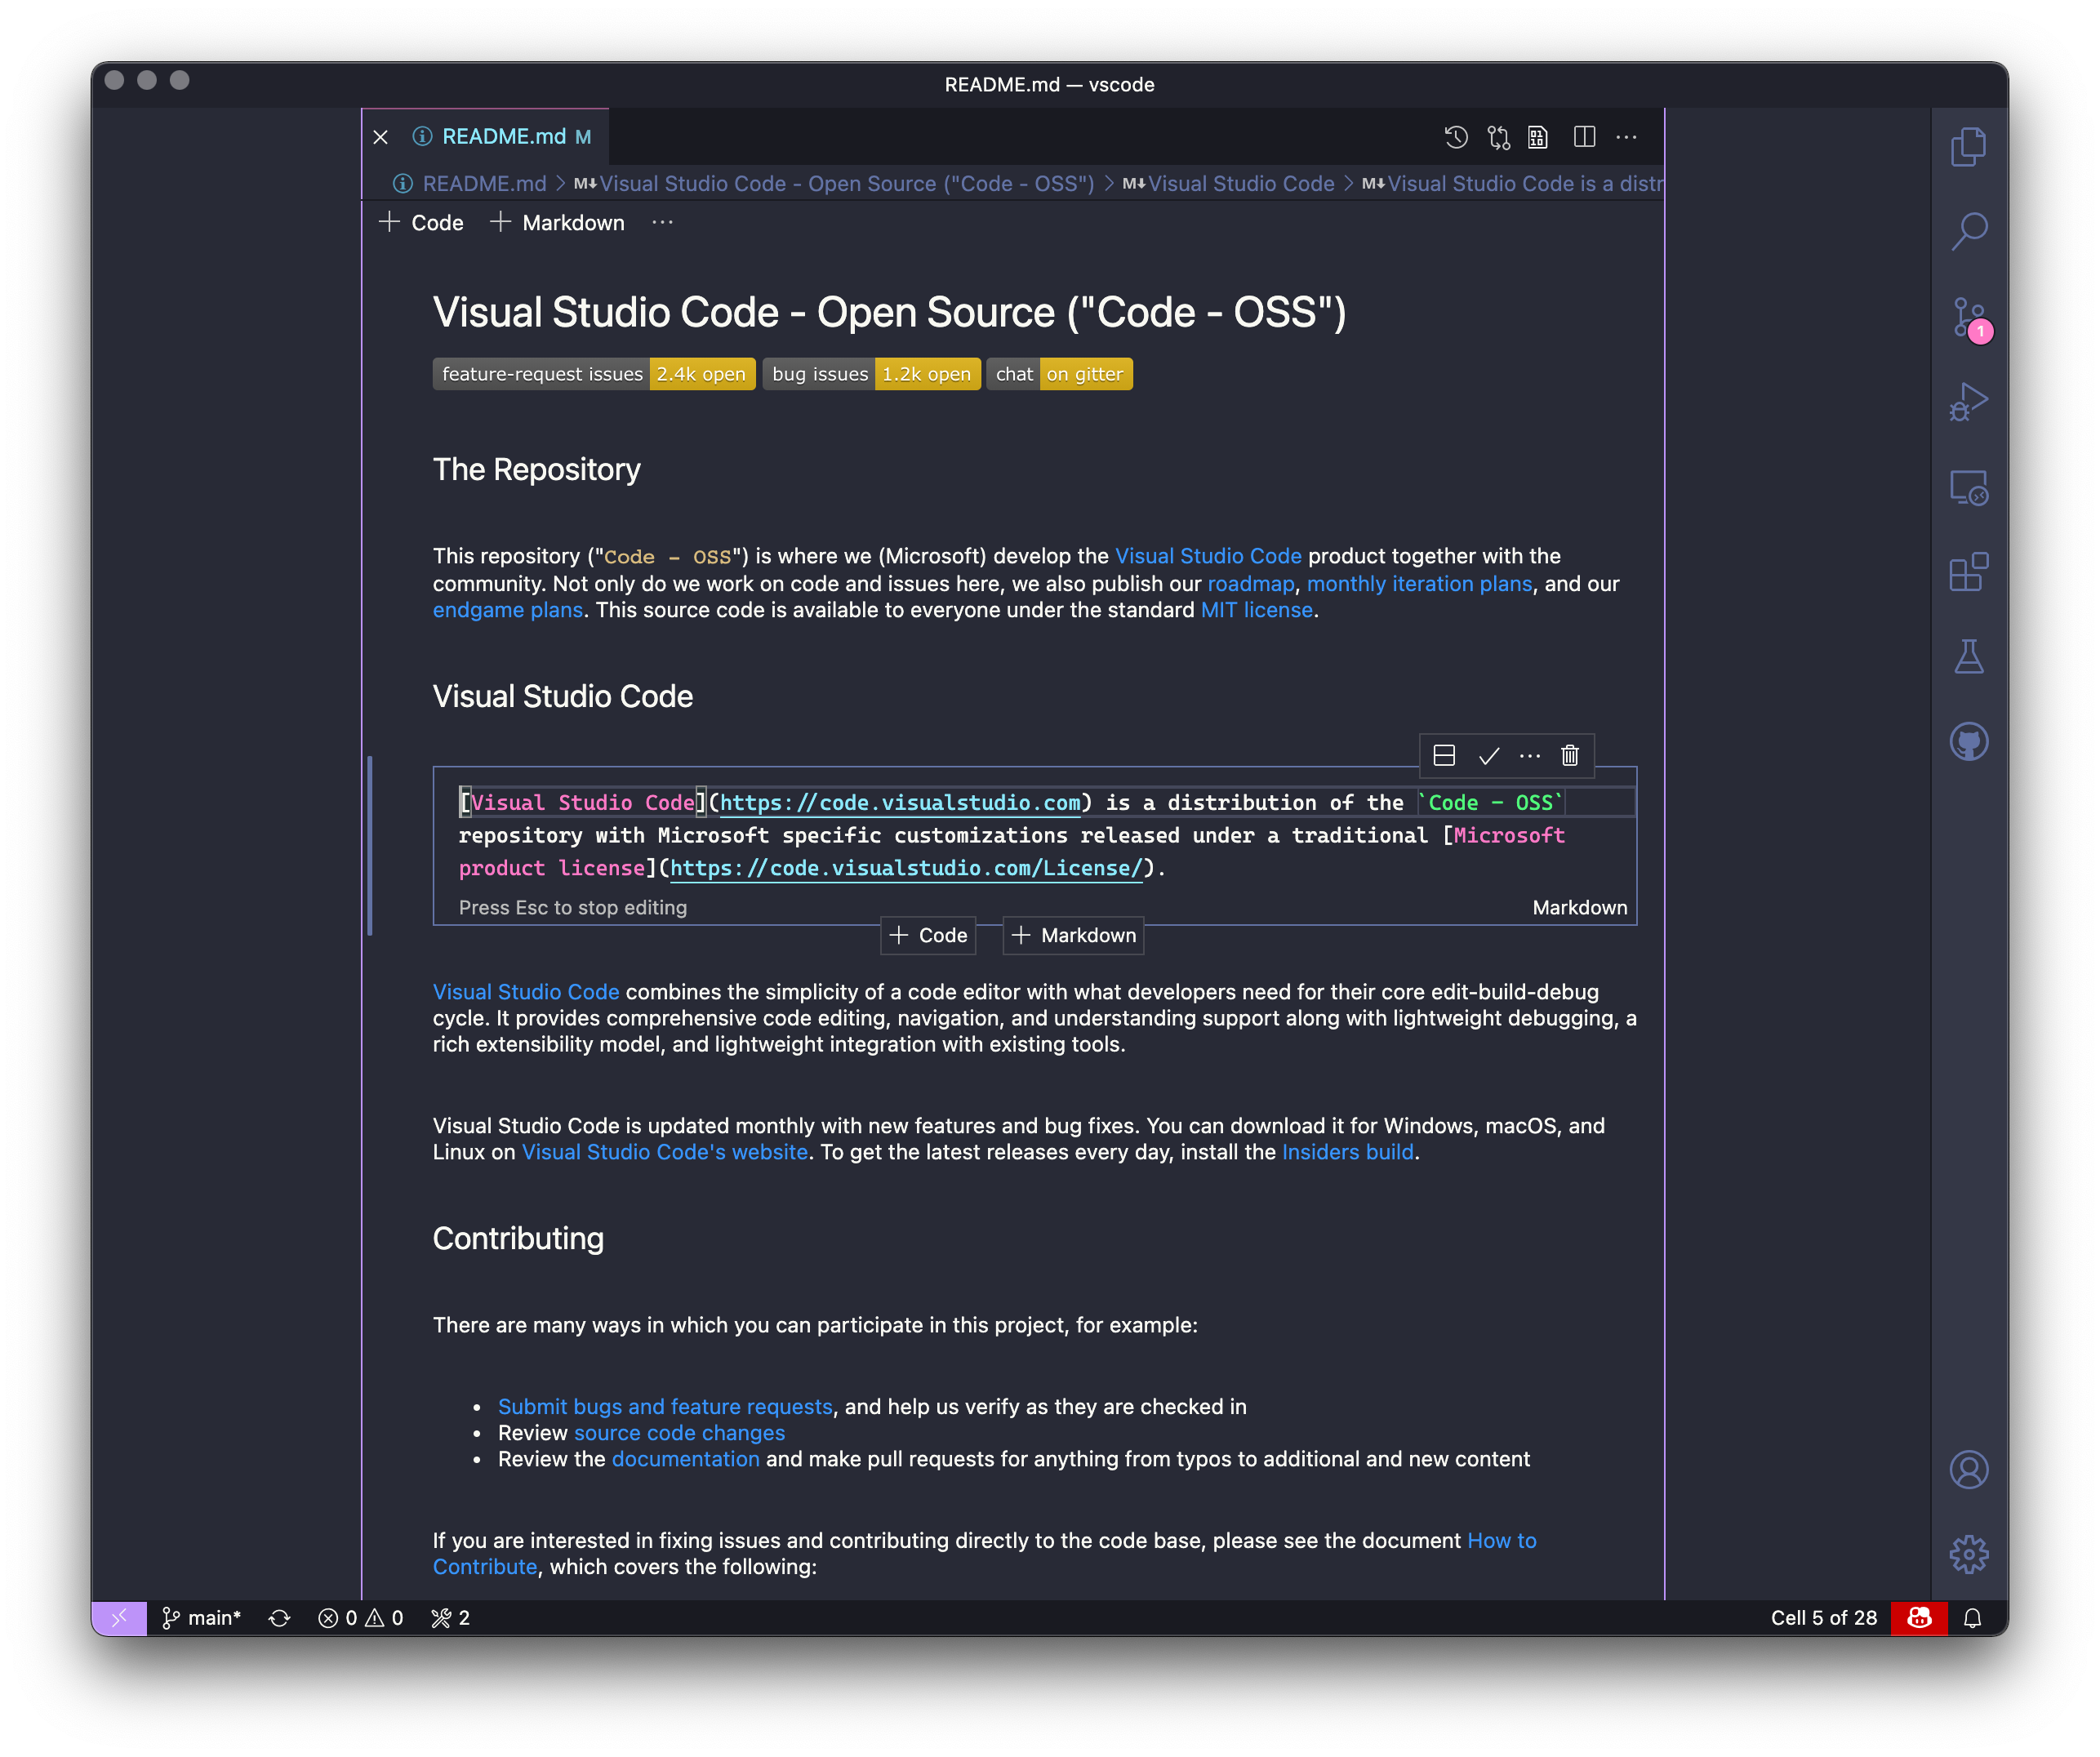 README.md — vscode
README.md M
README.md > M↓Visual Studio Code - Open Source ("Code - OSS") > M↓Visual Studio Code > M↓Visual Studio Code is a distr
+ Code + Markdown ···
Visual Studio Code - Open Source ("Code - OSS")
feature-request issues 2.4k open bug issues 1.2k open chat on gitter
The Repository
This repository ("Code - OSS") is where we (Microsoft) develop the Visual Studio Code product together with the
community. Not only do we work on code and issues here, we also publish our roadmap, monthly iteration plans, and our
endgame plans. This source code is available to everyone under the standard MIT license.
Visual Studio Code
[Visual Studio Code](https://code.visualstudio.com) is a distribution of the `Code - OSS`
repository with Microsoft specific customizations released under a traditional [Microsoft
product license](https://code.visualstudio.com/License/).
Press Esc to stop editing Markdown
+ Code + Markdown
Visual Studio Code combines the simplicity of a code editor with what developers need for their core edit-build-debug
cycle. It provides comprehensive code editing, navigation, and understanding support along with lightweight debugging, a
rich extensibility model, and lightweight integration with existing tools.
Visual Studio Code is updated monthly with new features and bug fixes. You can download it for Windows, macOS, and
Linux on Visual Studio Code's website. To get the latest releases every day, install the Insiders build.
Contributing
There are many ways in which you can participate in this project, for example:
• Submit bugs and feature requests, and help us verify as they are checked in
• Review source code changes
• Review the documentation and make pull requests for anything from typos to additional and new content
If you are interested in fixing issues and contributing directly to the code base, please see the document How to
Contribute, which covers the following:
1
main* 0 0 2 Cell 5 of 28